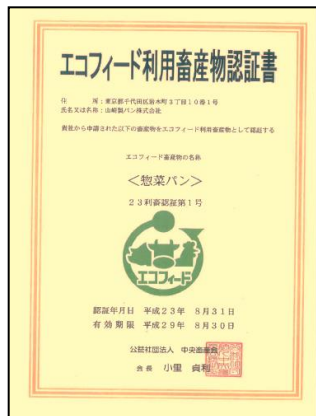 エコフィード利用畜産物認証書
住　所：東京都千代田区岩本町3丁目10番1号
氏名又は名称：山崎製パン株式会社
貴社から申請された以下の畜産物をエコフィード利用畜産物として認証する
エコフィード畜産物の名称
＜惣菜パン＞
23利畜認証第1号
エコフィード
認証年月日　平成23年　8月31日
有効期限　平成29年　8月30日
公益社団法人　中央畜産会
会長　小里　貞利